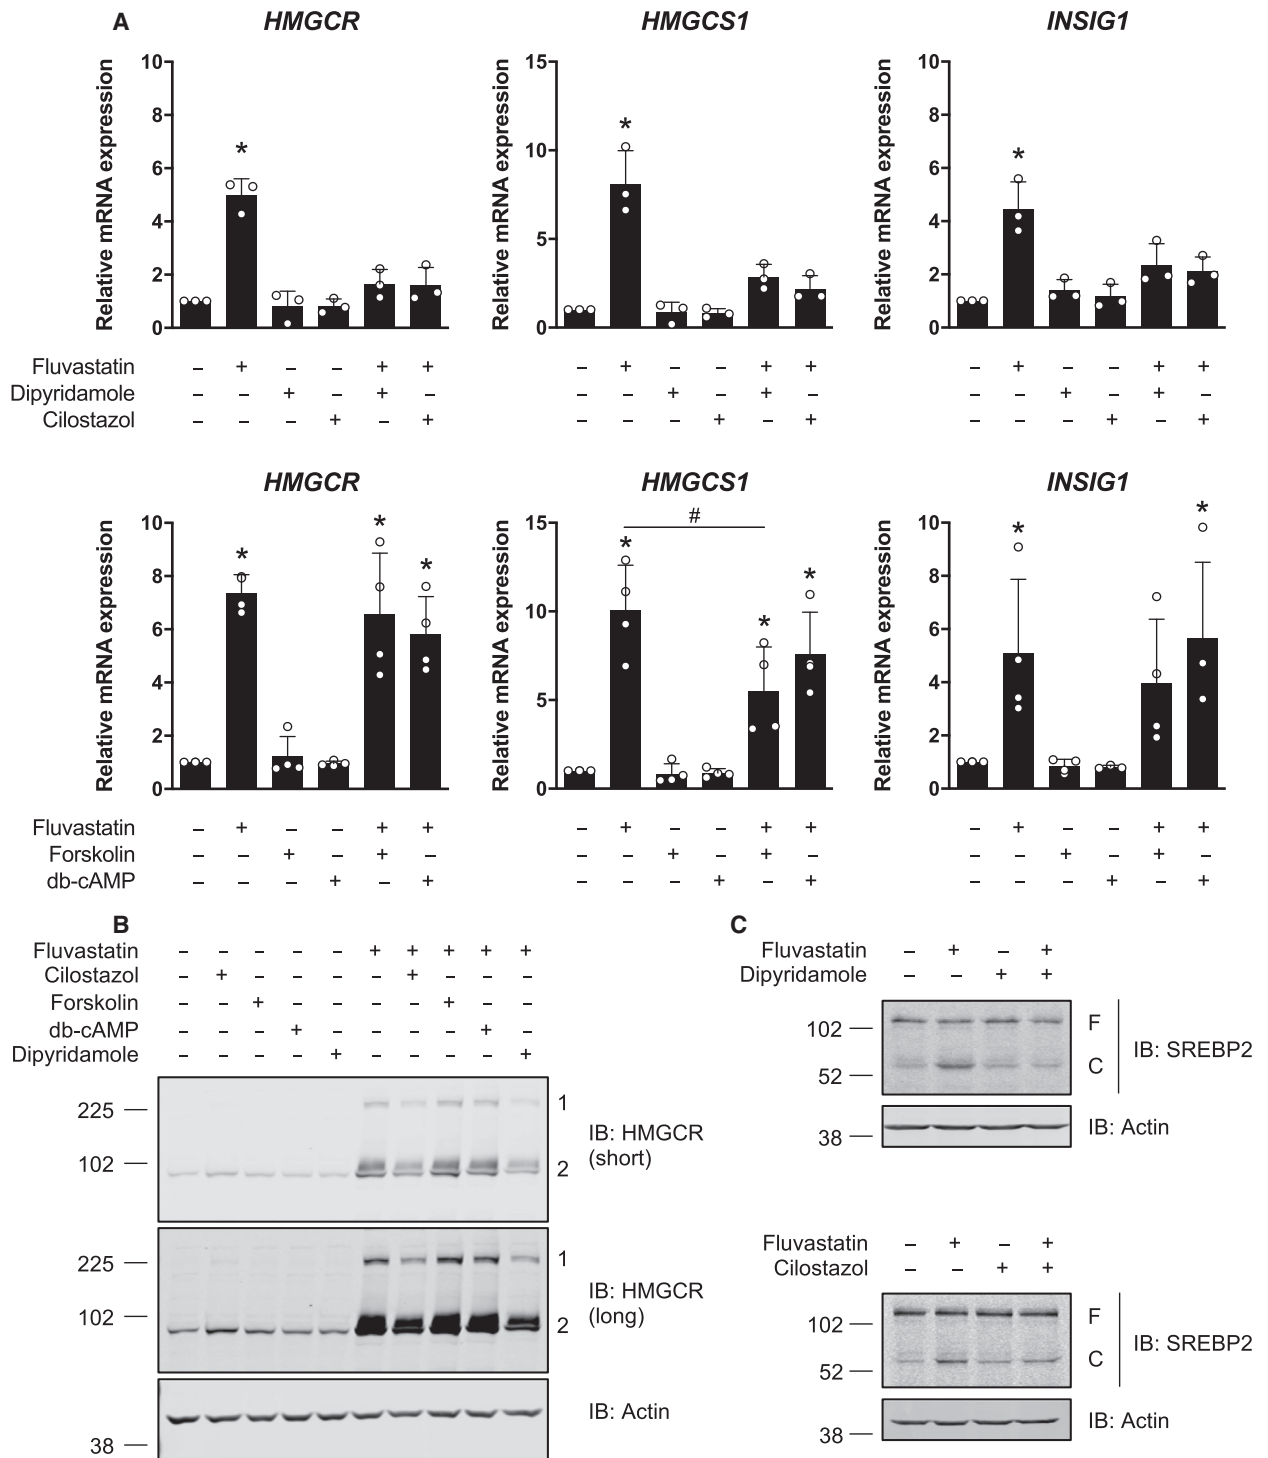 A
HMGCR HMGCS1 INSIG1
Relative mRNA expression Relative mRNA expression Relative mRNA expression
10 15 10
8 10 8
6 5 6
4 0 4
2 2
0 0
* * *
Fluvastatin – + – – + + – + – – + + – + – – + +
Dipyridamole – – + – + – – – + – + – – – + – + –
Cilostazol – – – + – + – – – + – + – – – + – +
HMGCR HMGCS1 INSIG1
Relative mRNA expression Relative mRNA expression Relative mRNA expression
10 15 10
8 10 8
6 5 6
4 0 4
2 2
0 0
* * * * # * * * *
Fluvastatin – + – – + + – + – – + + – + – – + +
Forskolin – – + – + – – – + – + – – – + – + –
db-cAMP – – – + – + – – – + – + – – – + – +
B
Fluvastatin – – – – – + + + + +
Cilostazol – + – – – – + – – –
Forskolin – – + – – – – + – –
db-cAMP – – – + – – – – + –
Dipyridamole – – – – + – – – – +
225 1
102 2
IB: HMGCR
(short)
225 1
102 2
IB: HMGCR
(long)
38
IB: Actin
C
Fluvastatin – + – +
Dipyridamole – – + +
102 F
52 C
IB: SREBP2
38 IB: Actin
Fluvastatin – + – +
Cilostazol – – + +
102 F
52 C
IB: SREBP2
38 IB: Actin